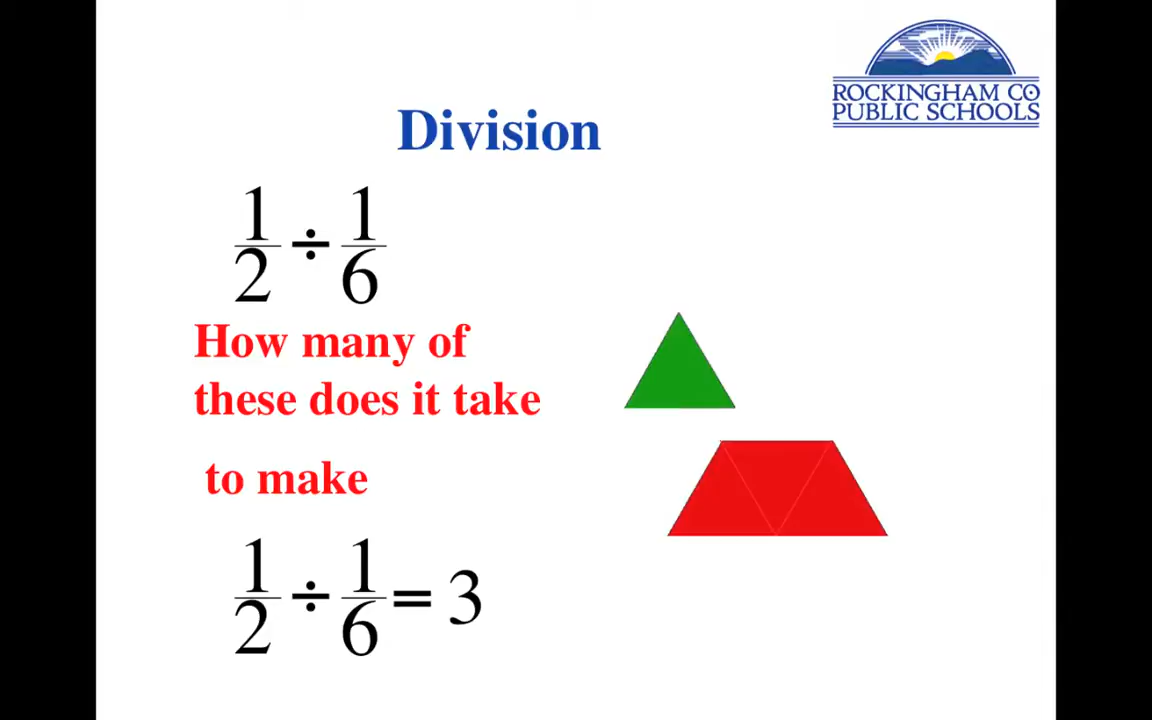 ROCKINGHAM CO
PUBLIC SCHOOLS
Division
1/2 ÷ 1/6
How many of
these does it take
to make
1/2 ÷ 1/6 = 3